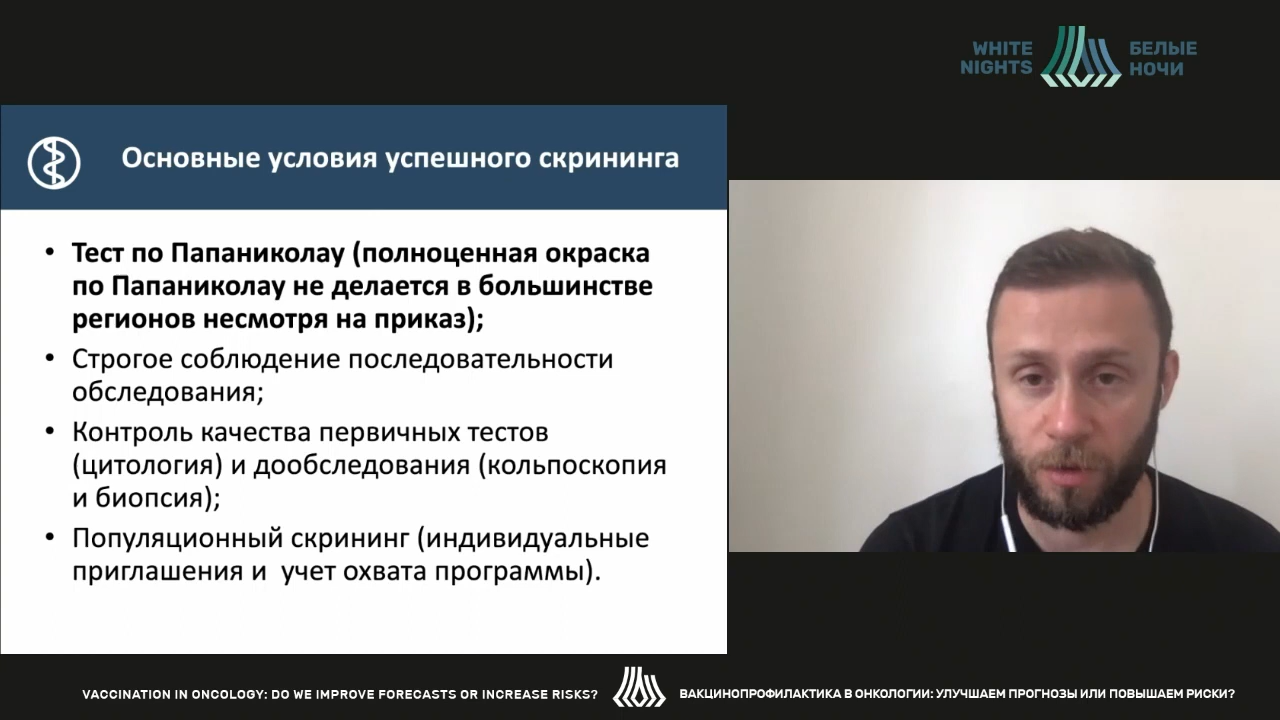 WHITE
NIGHTS
БЕЛЫЕ
НОЧИ
Основные условия успешного скрининга
• Тест по Папаниколау (полноценная окраска
по Папаниколау не делается в большинстве
регионов несмотря на приказ);
• Строгое соблюдение последовательности
обследования;
• Контроль качества первичных тестов
(цитология) и дообследования (кольпоскопия
и биопсия);
• Популяционный скрининг (индивидуальные
приглашения и  учет охвата программы).
VACCINATION IN ONCOLOGY: DO WE IMPROVE FORECASTS OR INCREASE RISKS?
ВАКЦИНОПРОФИЛАКТИКА В ОНКОЛОГИИ: УЛУЧШАЕМ ПРОГНОЗЫ ИЛИ ПОВЫШАЕМ РИСКИ?